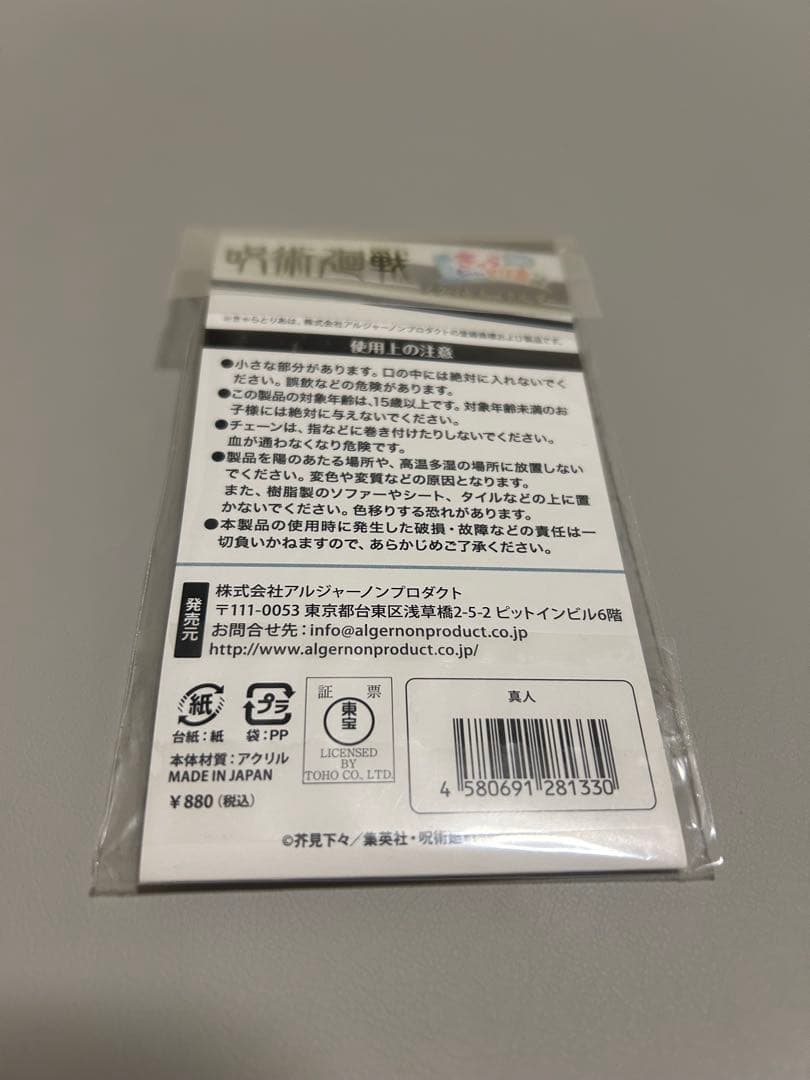 呪術廻戦
きゃらとりあ
※きゃらとりあは、株式会社アルジャーノンプロダクトの登録商標および製品です。
使用上の注意
●小さな部分があります。口の中には絶対に入れないでく
ださい。誤飲などの危険があります。
●この製品の対象年齢は、15歳以上です。対象年齢未満のお
子様には絶対に与えないでください。
●チェーンは、指などに巻き付けたりしないでください。
血が通わなくなり危険です。
●製品を陽のあたる場所や、高温多湿の場所に放置しない
でください。変色や変質などの原因となります。
また、樹脂製のソファーやシート、タイルなどの上に置
かないでください。色移りする恐れがあります。
●本製品の使用時に発生した破損・故障などの責任は一
切負いかねますので、あらかじめご了承ください。
発売元
株式会社アルジャーノンプロダクト
〒111-0053 東京都台東区浅草橋2-5-2 ピットインビル6階
お問合せ先：info@algernonproduct.co.jp
http://www.algernonproduct.co.jp/
紙
台紙：紙
プラ
袋：PP
本体材質：アクリル
MADE IN JAPAN
¥880（税込）
証 票
東宝
LICENSED
BY
TOHO CO., LTD.
真人
4 580691 281330
©芥見下々／集英社・呪術廻